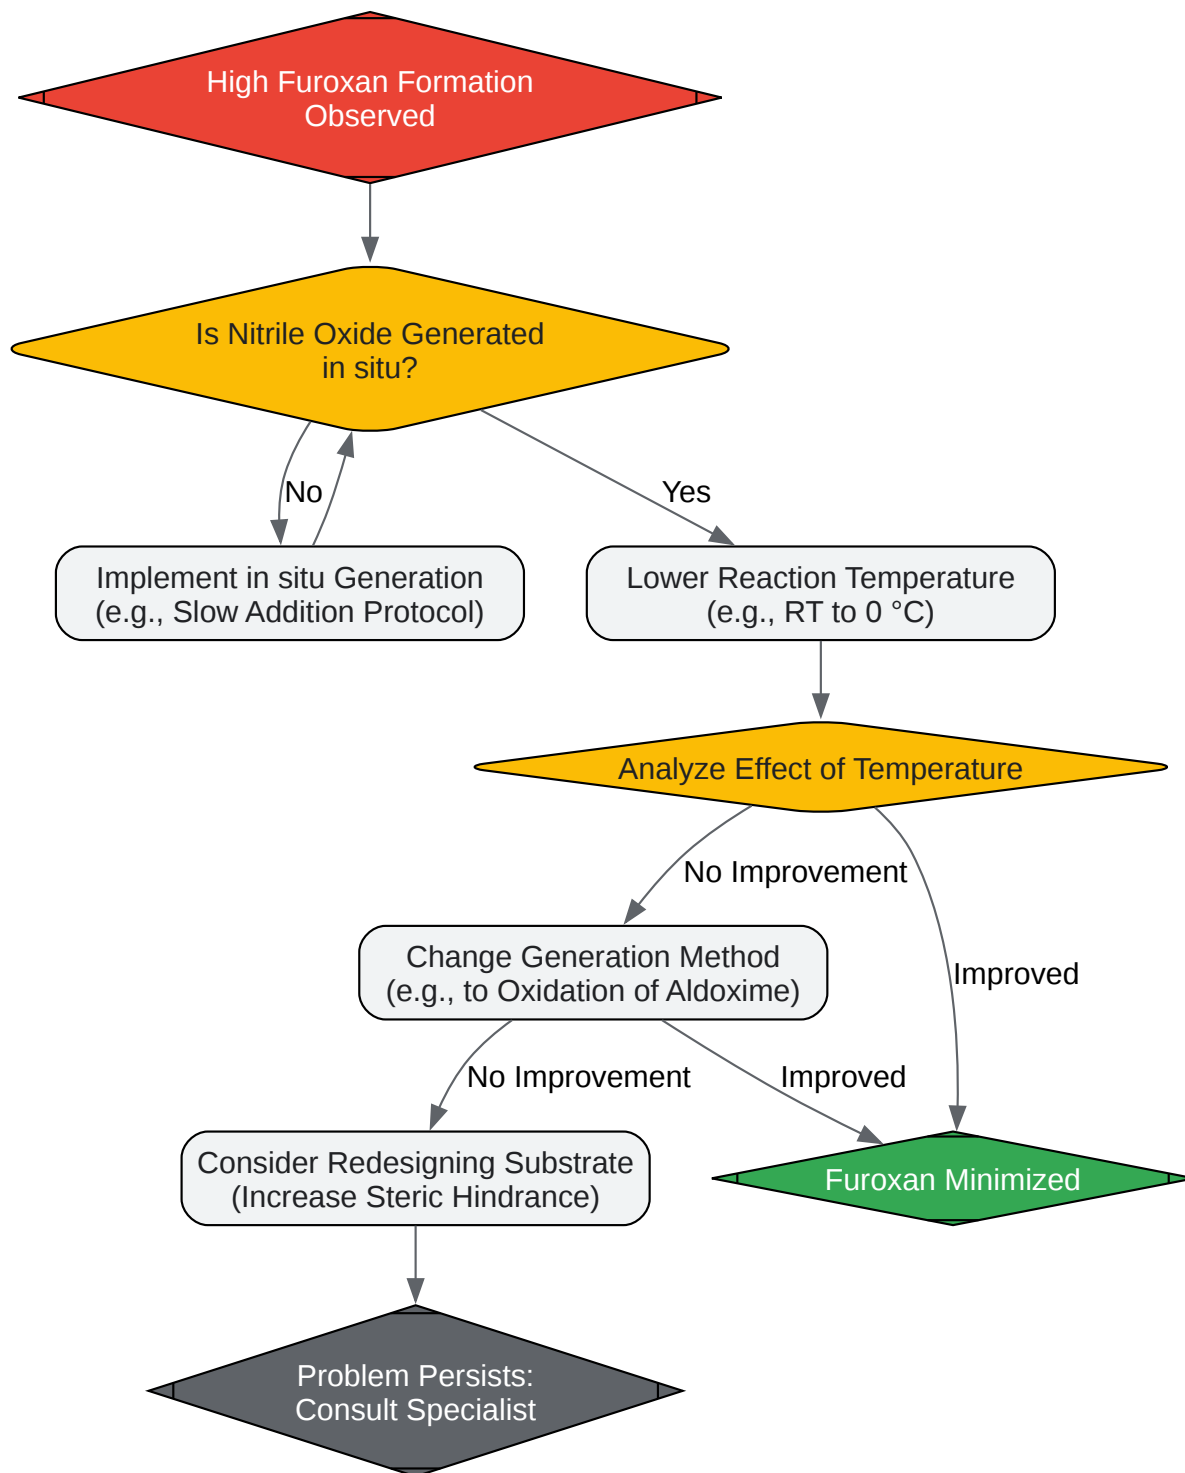 High Furoxan Formation
Observed
Is Nitrile Oxide Generated
in situ?
No
Yes
Implement in situ Generation
(e.g., Slow Addition Protocol)
Lower Reaction Temperature
(e.g., RT to 0 °C)
Analyze Effect of Temperature
No Improvement
Change Generation Method
(e.g., to Oxidation of Aldoxime)
Improved
No Improvement
Improved
Consider Redesigning Substrate
(Increase Steric Hindrance)
Furoxan Minimized
Problem Persists:
Consult Specialist